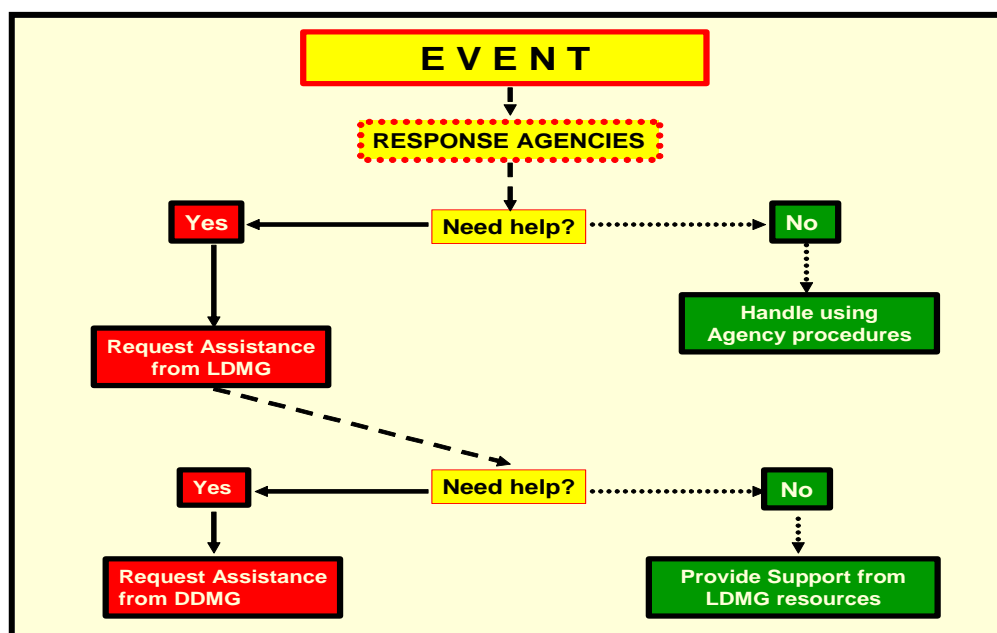 E V E N T
RESPONSE AGENCIES
Need help?
Yes
No
Handle using
Agency procedures
Request Assistance
from LDMG
Need help?
Yes
No
Request Assistance
from DDMG
Provide Support from
LDMG resources